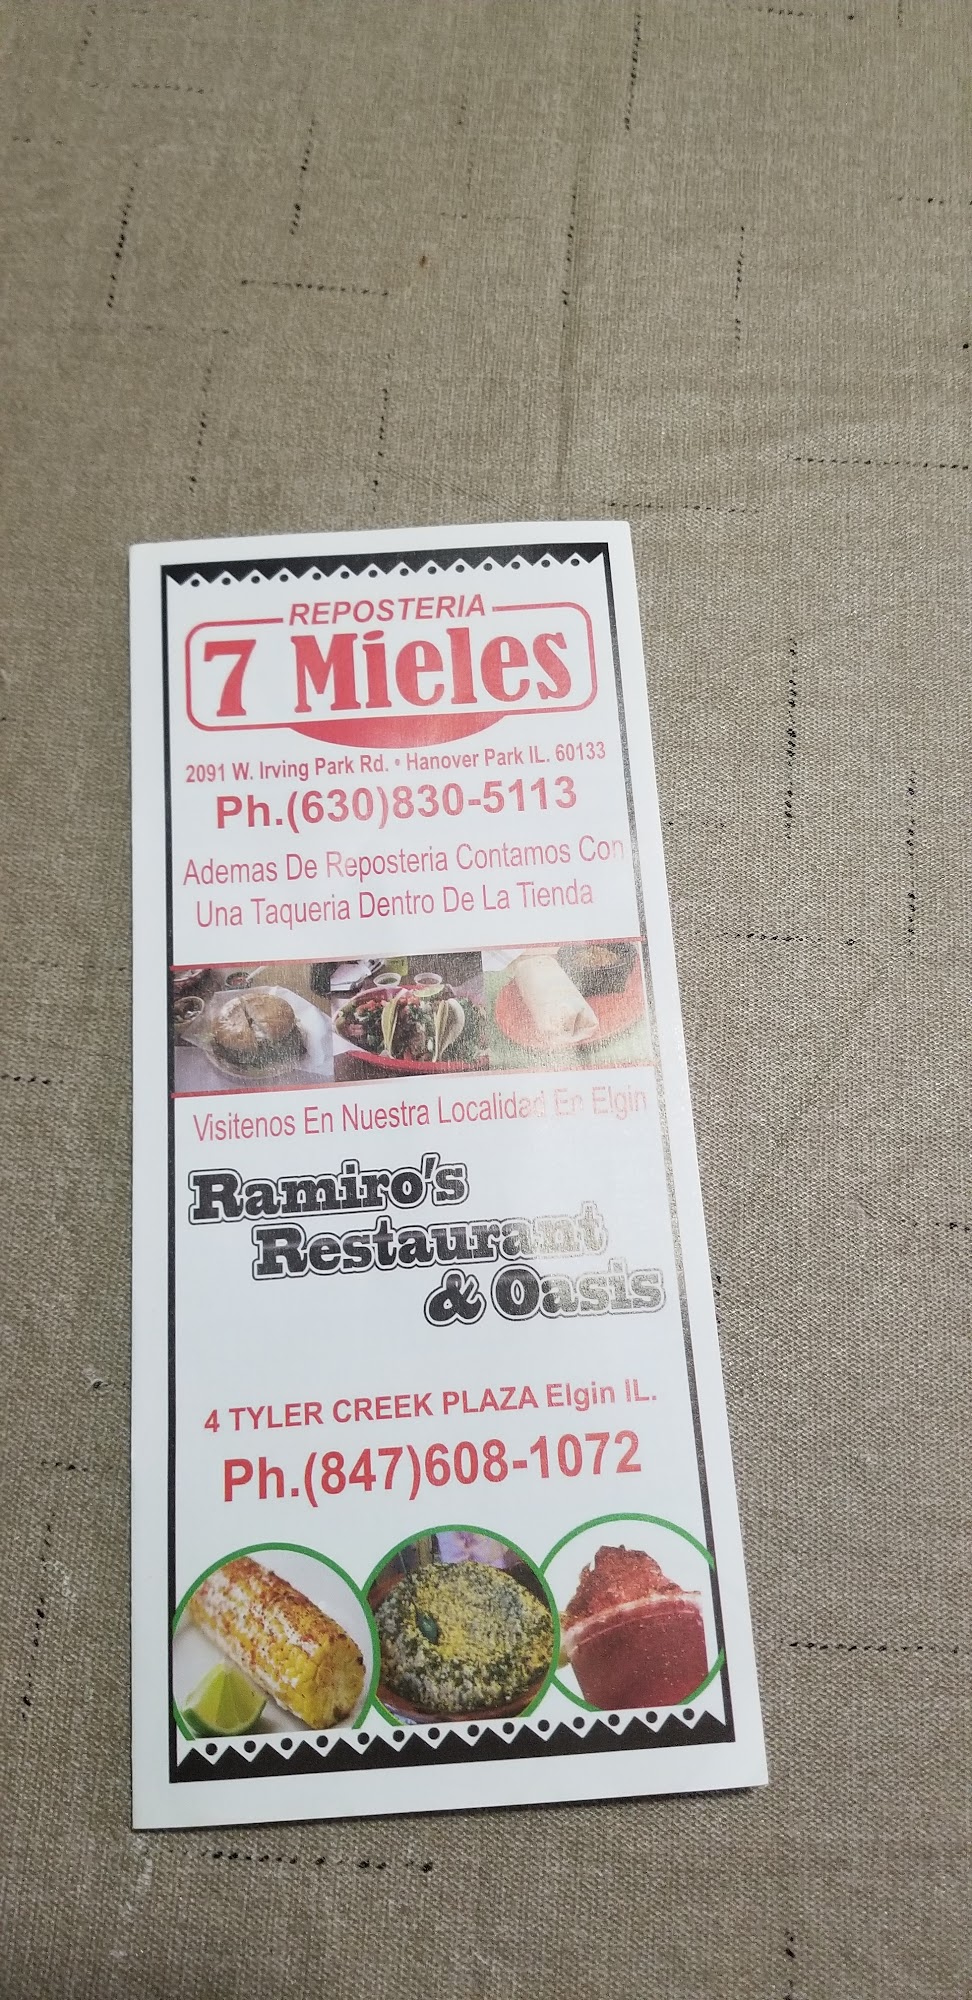 REPOSTERIA
7 Mieles
2091 W. Irving Park Rd. • Hanover Park IL. 60133
Ph.(630)830-5113
Ademas De Reposteria Contamos Con
Una Taqueria Dentro De La Tienda
Visitenos En Nuestra Localidad En Elgin
Ramiro's
Restaurant
& Oasis
4 TYLER CREEK PLAZA Elgin IL.
Ph.(847)608-1072